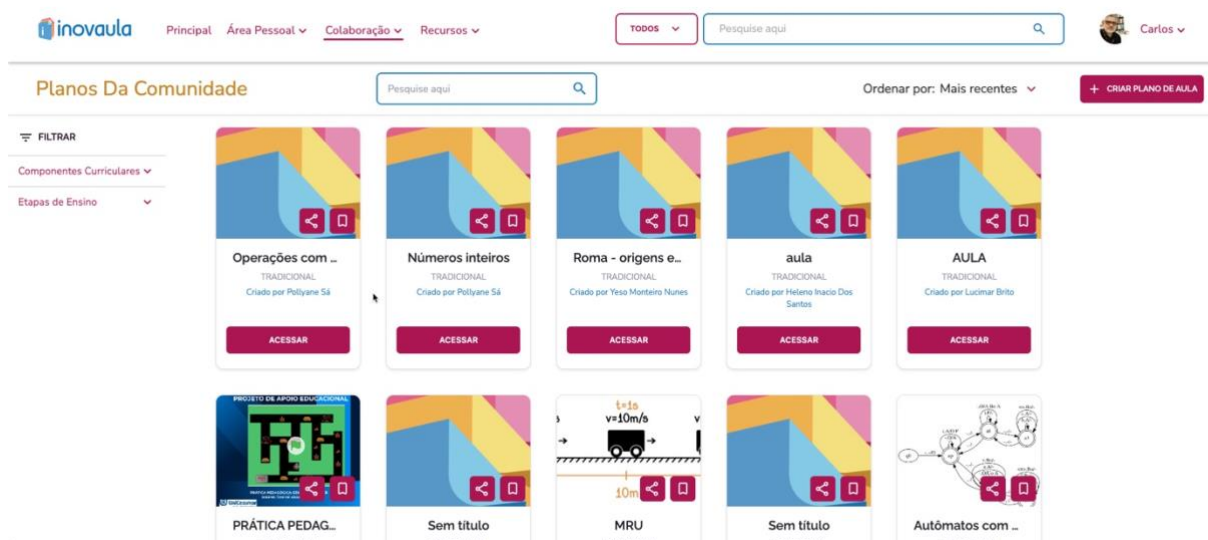 inovaula
Principal Área Pessoal Colaboração Recursos
TODOS
Pesquise aqui
Carlos
Planos Da Comunidade
Pesquise aqui
Ordenar por: Mais recentes
+ CRIAR PLANO DE AULA
FILTRAR
Componentes Curriculares
Etapas de Ensino
Operações com ...
TRADICIONAL
Criado por Pollyane Sá
ACESSAR
Números inteiros
TRADICIONAL
Criado por Pollyane Sá
ACESSAR
Roma - origens e...
TRADICIONAL
Criado por Yeso Monteiro Nunes
ACESSAR
aula
TRADICIONAL
Criado por Heleno Inacio Dos
Santos
ACESSAR
AULA
TRADICIONAL
Criado por Lucimar Brito
ACESSAR
PROJETO DE APOIO EDUCACIONAL
PRÁTICA PEDAG...
Sem título
t=1s
v=10m/s
v
10m
MRU
Sem título
Autômatos com ...